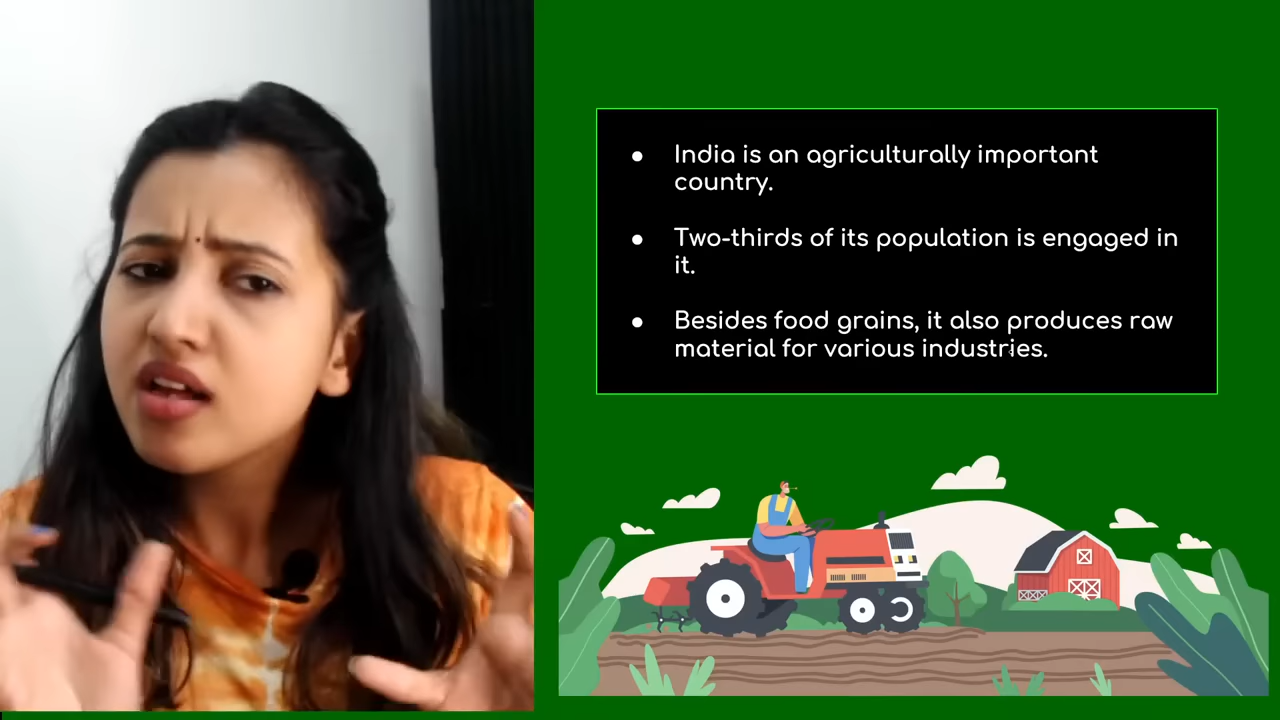 ● India is an agriculturally important
country.
● Two-thirds of its population is engaged in
it.
● Besides food grains, it also produces raw
material for various industries.